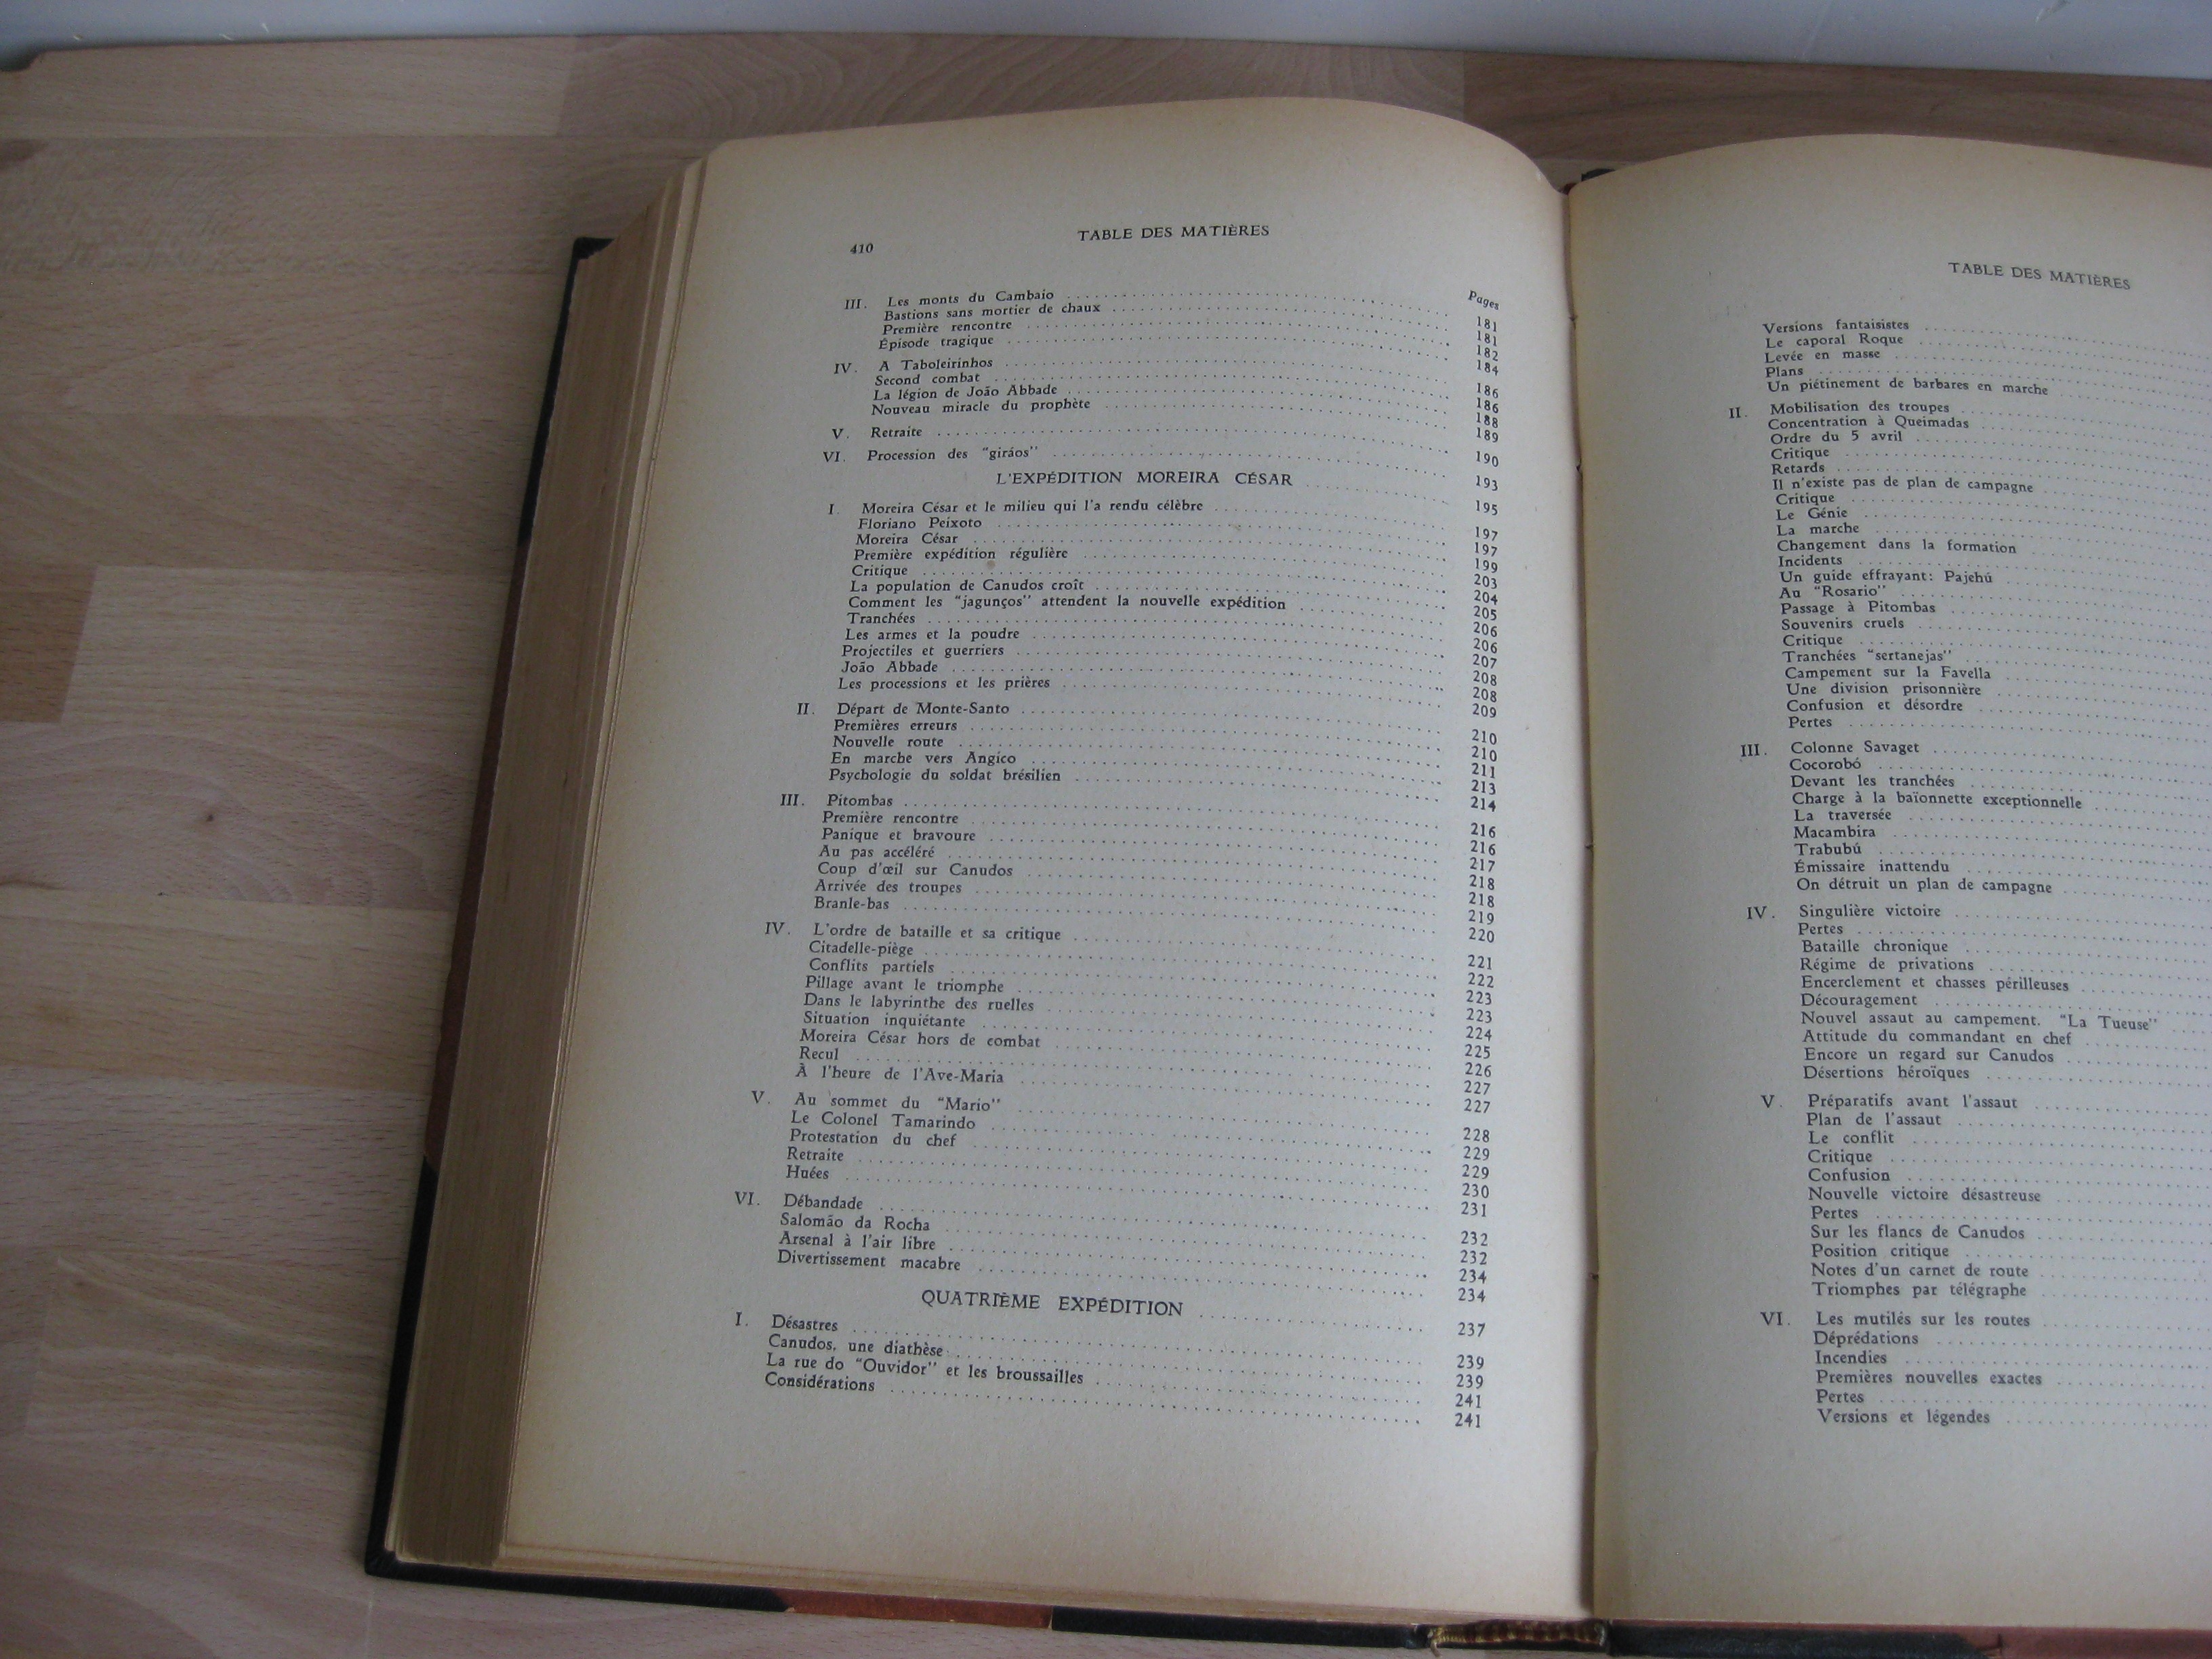 410 TABLE DES MATIÈRES
Pages
III. Les monts du Cambaio 181
Bastions sans mortier de chaux 181
Première rencontre 182
Épisode tragique 184
IV. A Taboleirinhos 186
Second combat 186
La légion de João Abbade 188
Nouveau miracle du prophète 189
V. Retraite 190
VI. Procession des "giráos" 193
L'EXPÉDITION MOREIRA CÉSAR 195
I. Moreira César et le milieu qui l'a rendu célèbre 197
Floriano Peixoto 197
Moreira César 199
Première expédition régulière 203
Critique 204
La population de Canudos croît 205
Comment les "jagunços" attendent la nouvelle expédition 206
Tranchées 206
Les armes et la poudre 207
Projectiles et guerriers 208
João Abbade 208
Les processions et les prières 209
II. Départ de Monte-Santo 210
Premières erreurs 210
Nouvelle route 211
En marche vers Angico 213
Psychologie du soldat brésilien 214
III. Pitombas 216
Première rencontre 216
Panique et bravoure 217
Au pas accéléré 218
Coup d'œil sur Canudos 218
Arrivée des troupes 219
Branle-bas 220
IV. L'ordre de bataille et sa critique 221
Citadelle-piège 222
Conflits partiels 223
Pillage avant le triomphe 223
Dans le labyrinthe des ruelles 224
Situation inquiétante 225
Moreira César hors de combat 226
Recul 227
À l'heure de l'Ave-Maria 227
V. Au sommet du "Mario" 228
Le Colonel Tamarindo 229
Protestation du chef 229
Retraite 230
Huées 231
VI. Débandade 232
Salomão da Rocha 232
Arsenal à l'air libre 234
Divertissement macabre 234
QUATRIÈME EXPÉDITION 237
I. Désastres 239
Canudos, une diathèse 239
La rue do "Ouvidor" et les broussailles 241
Considérations 241
TABLE DES MATIÈRES
Versions fantaisistes
Le caporal Roque
Levée en masse
Plans
Un piétinement de barbares en marche
II. Mobilisation des troupes
Concentration à Queimadas
Ordre du 5 avril
Critique
Retards
Il n'existe pas de plan de campagne
Critique
Le Génie
La marche
Changement dans la formation
Incidents
Un guide effrayant: Pajehú
Au "Rosario"
Passage à Pitombas
Souvenirs cruels
Critique
Tranchées "sertanejas"
Campement sur la Favella
Une division prisonnière
Confusion et désordre
Pertes
III. Colonne Savaget
Cocorobó
Devant les tranchées
Charge à la baïonnette exceptionnelle
La traversée
Macambira
Trabubú
Émissaire inattendu
On détruit un plan de campagne
IV. Singulière victoire
Pertes
Bataille chronique
Régime de privations
Encerclement et chasses périlleuses
Découragement
Nouvel assaut au campement. "La Tueuse"
Attitude du commandant en chef
Encore un regard sur Canudos
Désertions héroïques
V. Préparatifs avant l'assaut
Plan de l'assaut
Le conflit
Critique
Confusion
Nouvelle victoire désastreuse
Pertes
Sur les flancs de Canudos
Position critique
Notes d'un carnet de route
Triomphes par télégraphe
VI. Les mutilés sur les routes
Déprédations
Incendies
Premières nouvelles exactes
Pertes
Versions et légendes